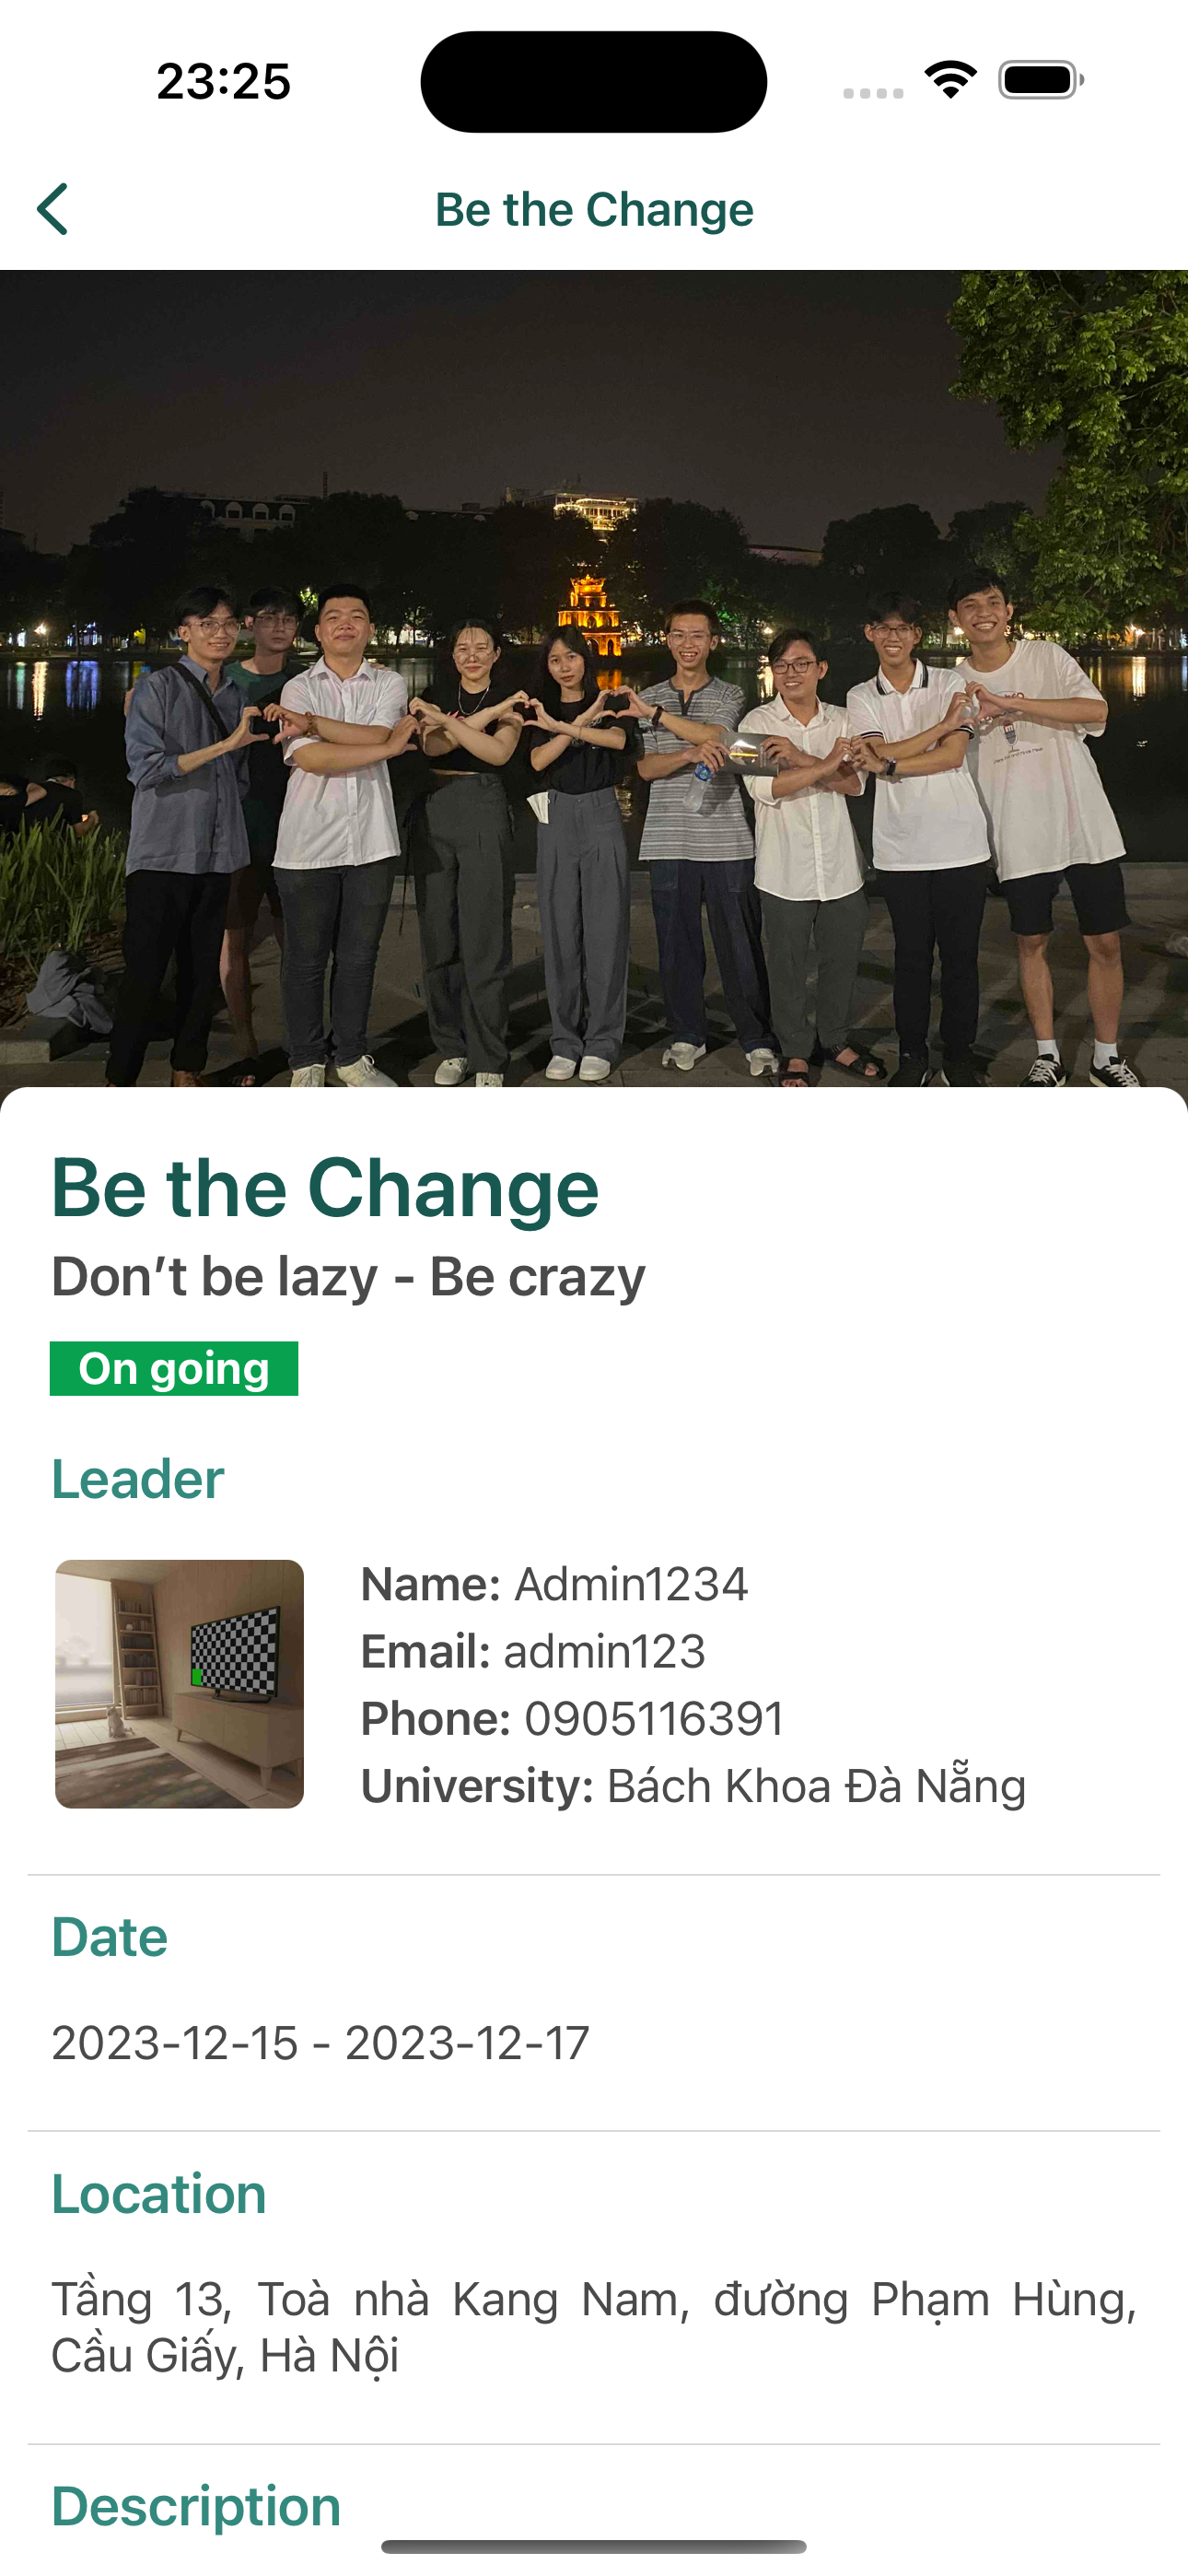 23:25
Be the Change
Be the Change
Don’t be lazy - Be crazy
On going
Leader
Name: Admin1234
Email: admin123
Phone: 0905116391
University: Bách Khoa Đà Nẵng
Date
2023-12-15 - 2023-12-17
Location
Tầng 13, Toà nhà Kang Nam, đường Phạm Hùng,
Cầu Giấy, Hà Nội
Description